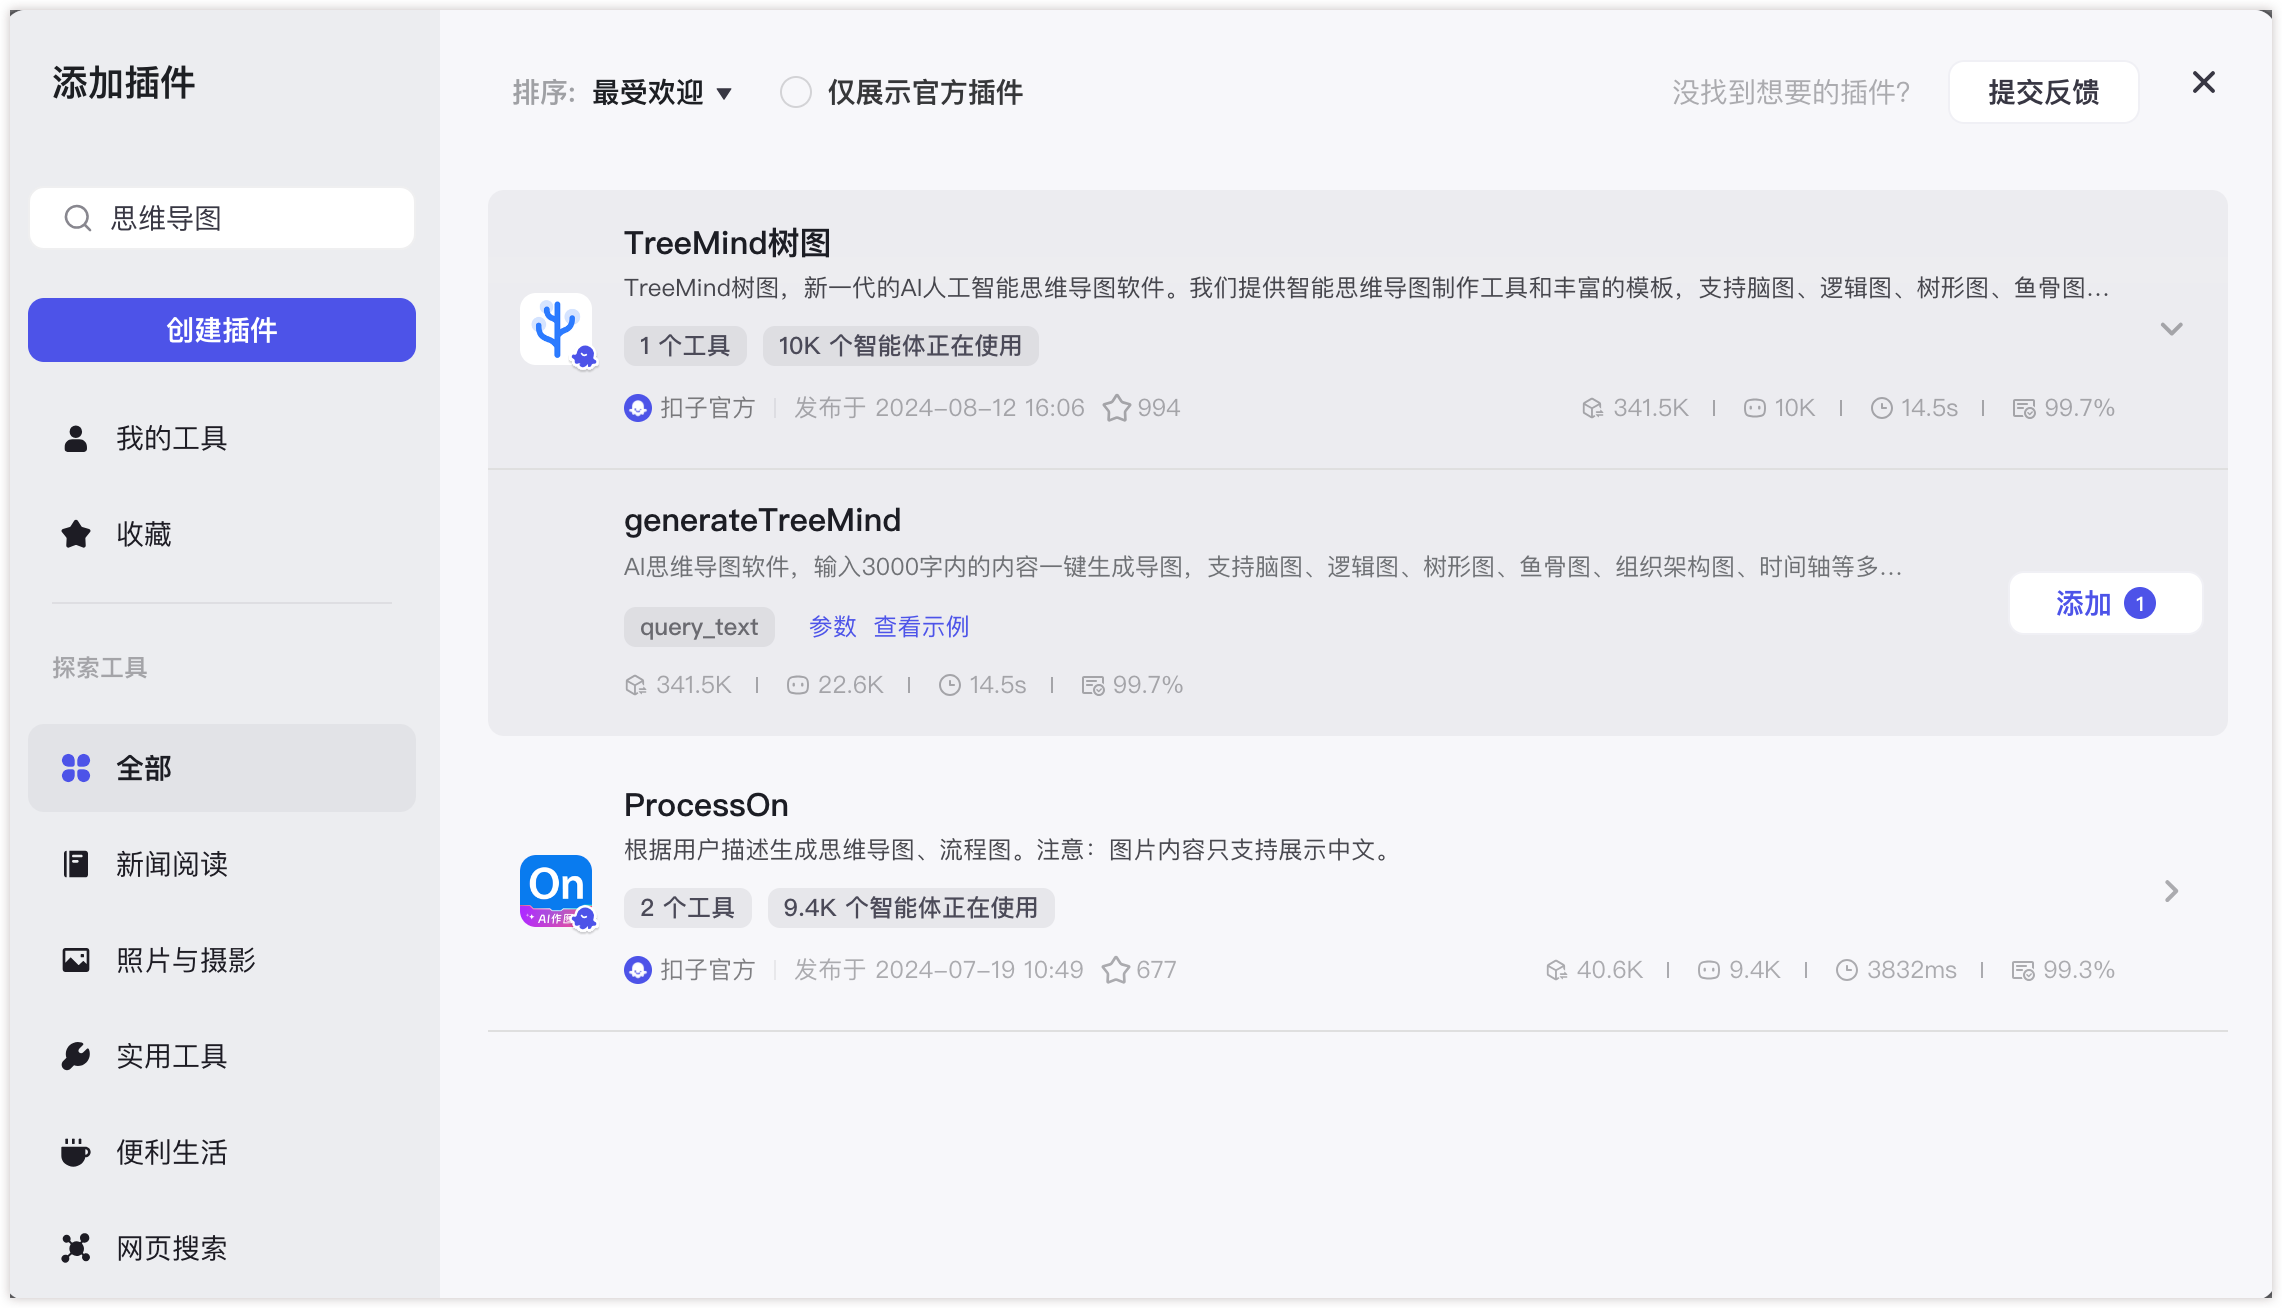 添加插件
思维导图
创建插件
我的工具
收藏
探索工具
全部
新闻阅读
照片与摄影
实用工具
便利生活
网页搜索
排序: 最受欢迎 仅展示官方插件 没找到想要的插件? 提交反馈
TreeMind树图
TreeMind树图，新一代的AI人工智能思维导图软件。我们提供智能思维导图制作工具和丰富的模板，支持脑图、逻辑图、树形图、鱼骨图...
1 个工具 10K 个智能体正在使用
扣子官方 发布于 2024-08-12 16:06 994 341.5K 10K 14.5s 99.7%
generateTreeMind
AI思维导图软件，输入3000字内的内容一键生成导图，支持脑图、逻辑图、树形图、鱼骨图、组织架构图、时间轴等多...
query_text 参数 查看示例
添加 1
341.5K 22.6K 14.5s 99.7%
ProcessOn
根据用户描述生成思维导图、流程图。注意：图片内容只支持展示中文。
On
AI作图
2 个工具 9.4K 个智能体正在使用
扣子官方 发布于 2024-07-19 10:49 677 40.6K 9.4K 3832ms 99.3%